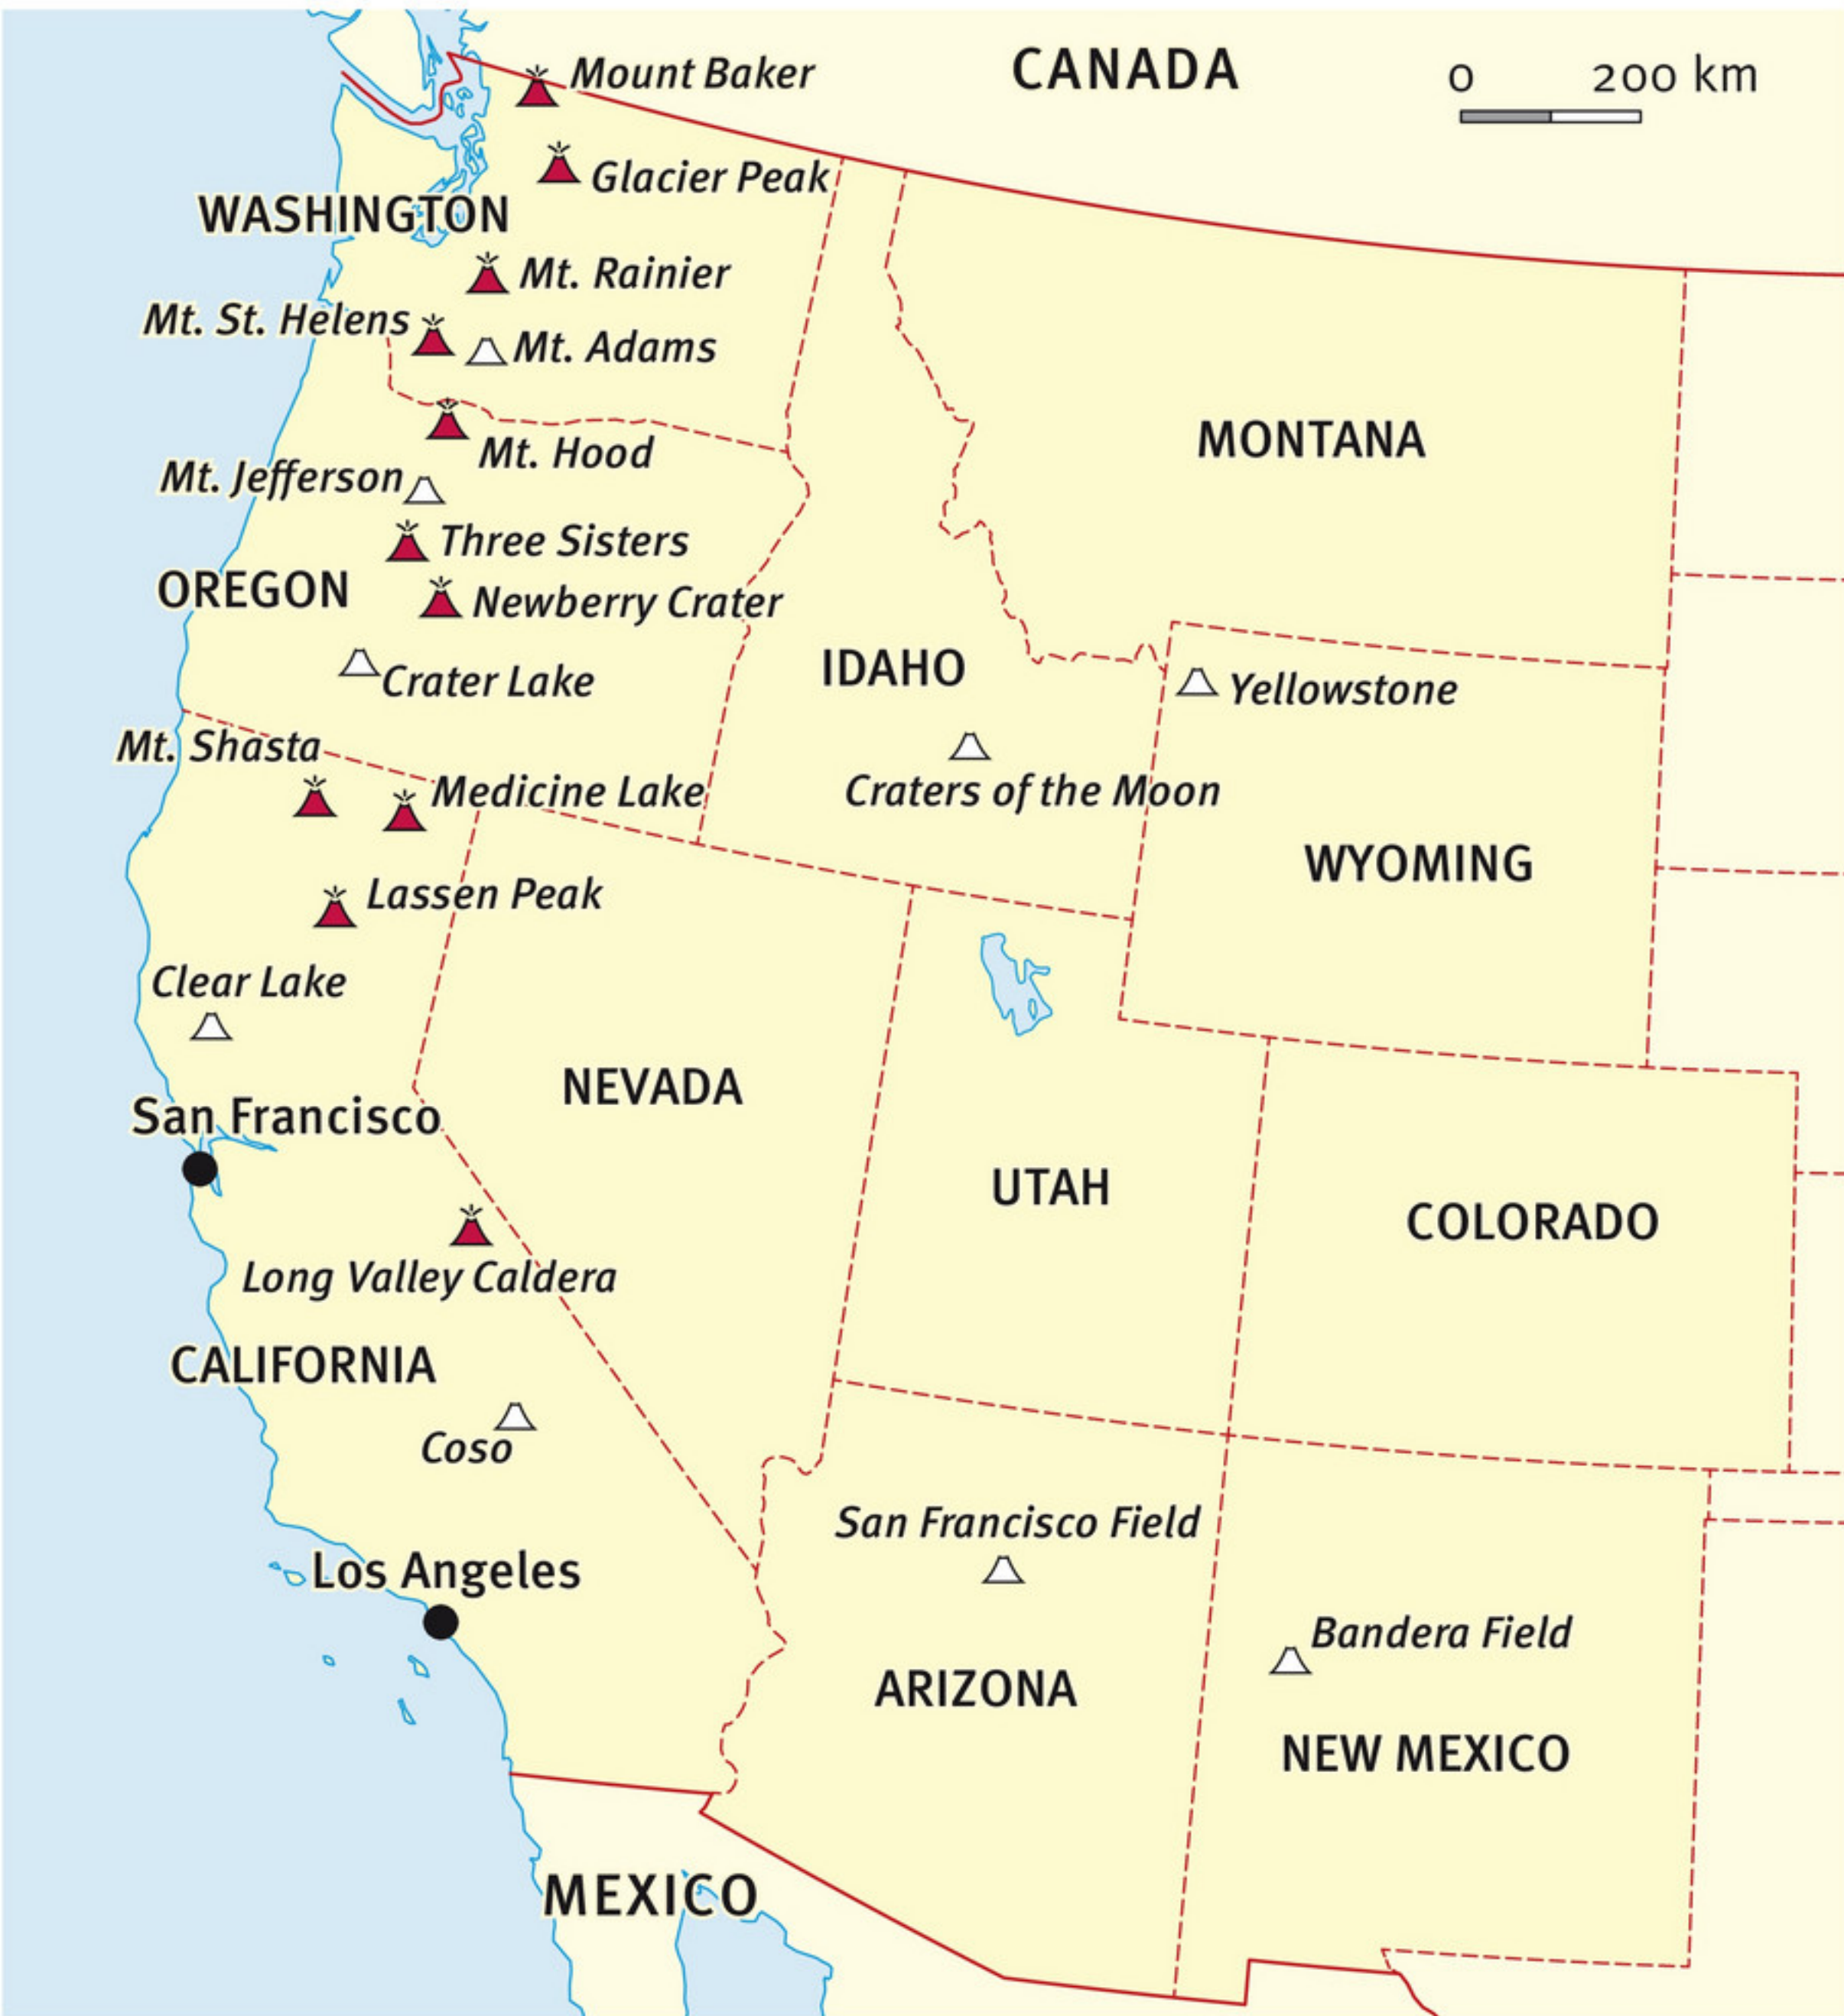 Mount Baker
CANADA
0 200 km
Glacier Peak
WASHINGTON
Mt. Rainier
Mt. St. Helens
Mt. Adams
MONTANA
Mt. Hood
Mt. Jefferson
Three Sisters
OREGON
Newberry Crater
IDAHO
Crater Lake
Yellowstone
Mt. Shasta
Medicine Lake
Craters of the Moon
WYOMING
Lassen Peak
Clear Lake
NEVADA
San Francisco
UTAH
COLORADO
Long Valley Caldera
CALIFORNIA
Coso
San Francisco Field
Los Angeles
Bandera Field
ARIZONA
NEW MEXICO
MEXICO